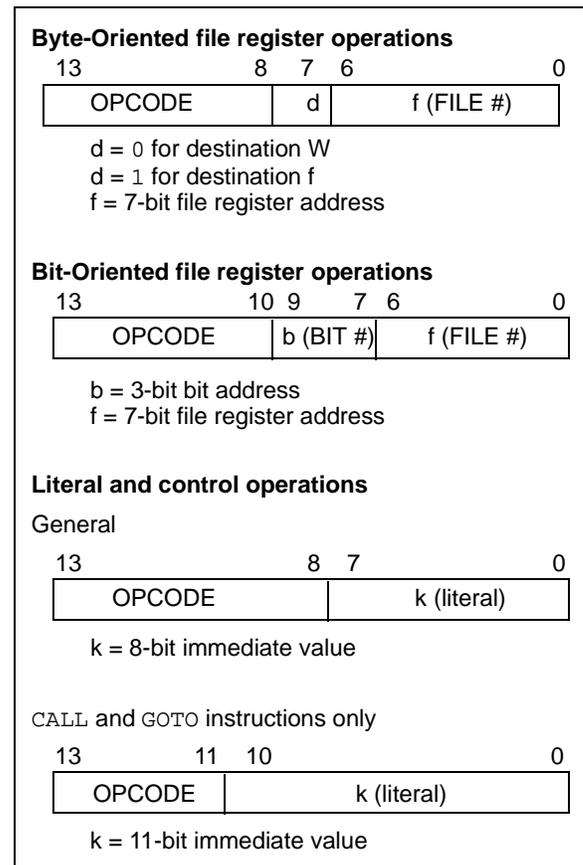 Byte-Oriented file register operations
13 8 7 6 0
OPCODE d f (FILE #)
d = 0 for destination W
d = 1 for destination f
f = 7-bit file register address
Bit-Oriented file register operations
13 10 9 7 6 0
OPCODE b (BIT #) f (FILE #)
b = 3-bit bit address
f = 7-bit file register address
Literal and control operations
General
13 8 7 0
OPCODE k (literal)
k = 8-bit immediate value
CALL and GOTO instructions only
13 11 10 0
OPCODE k (literal)
k = 11-bit immediate value